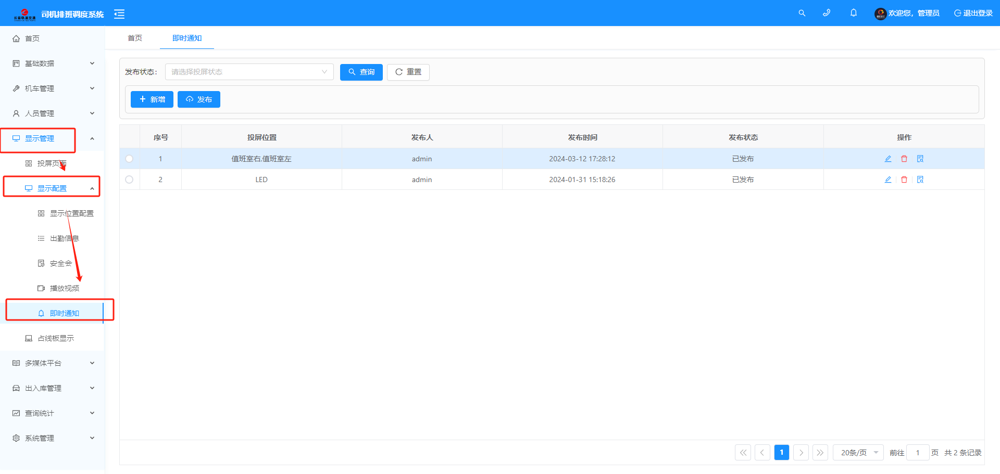 司机排班调度系统
欢迎您，管理员
退出登录
首页
基础数据
机车管理
人员管理
显示管理
投屏页面
显示配置
显示位置配置
出勤信息
安全会
播放视频
即时通知
占线板显示
多媒体平台
出入库管理
查询统计
系统管理
首页 即时通知
发布状态： 请选择投屏状态 查询 重置
新增 发布
序号 投屏位置 发布人 发布时间 发布状态 操作
1 值班室右,值班室左 admin 2024-03-12 17:28:12 已发布
2 LED admin 2024-01-31 15:18:26 已发布
1 20条/页 前往 1 页 共 2 条记录